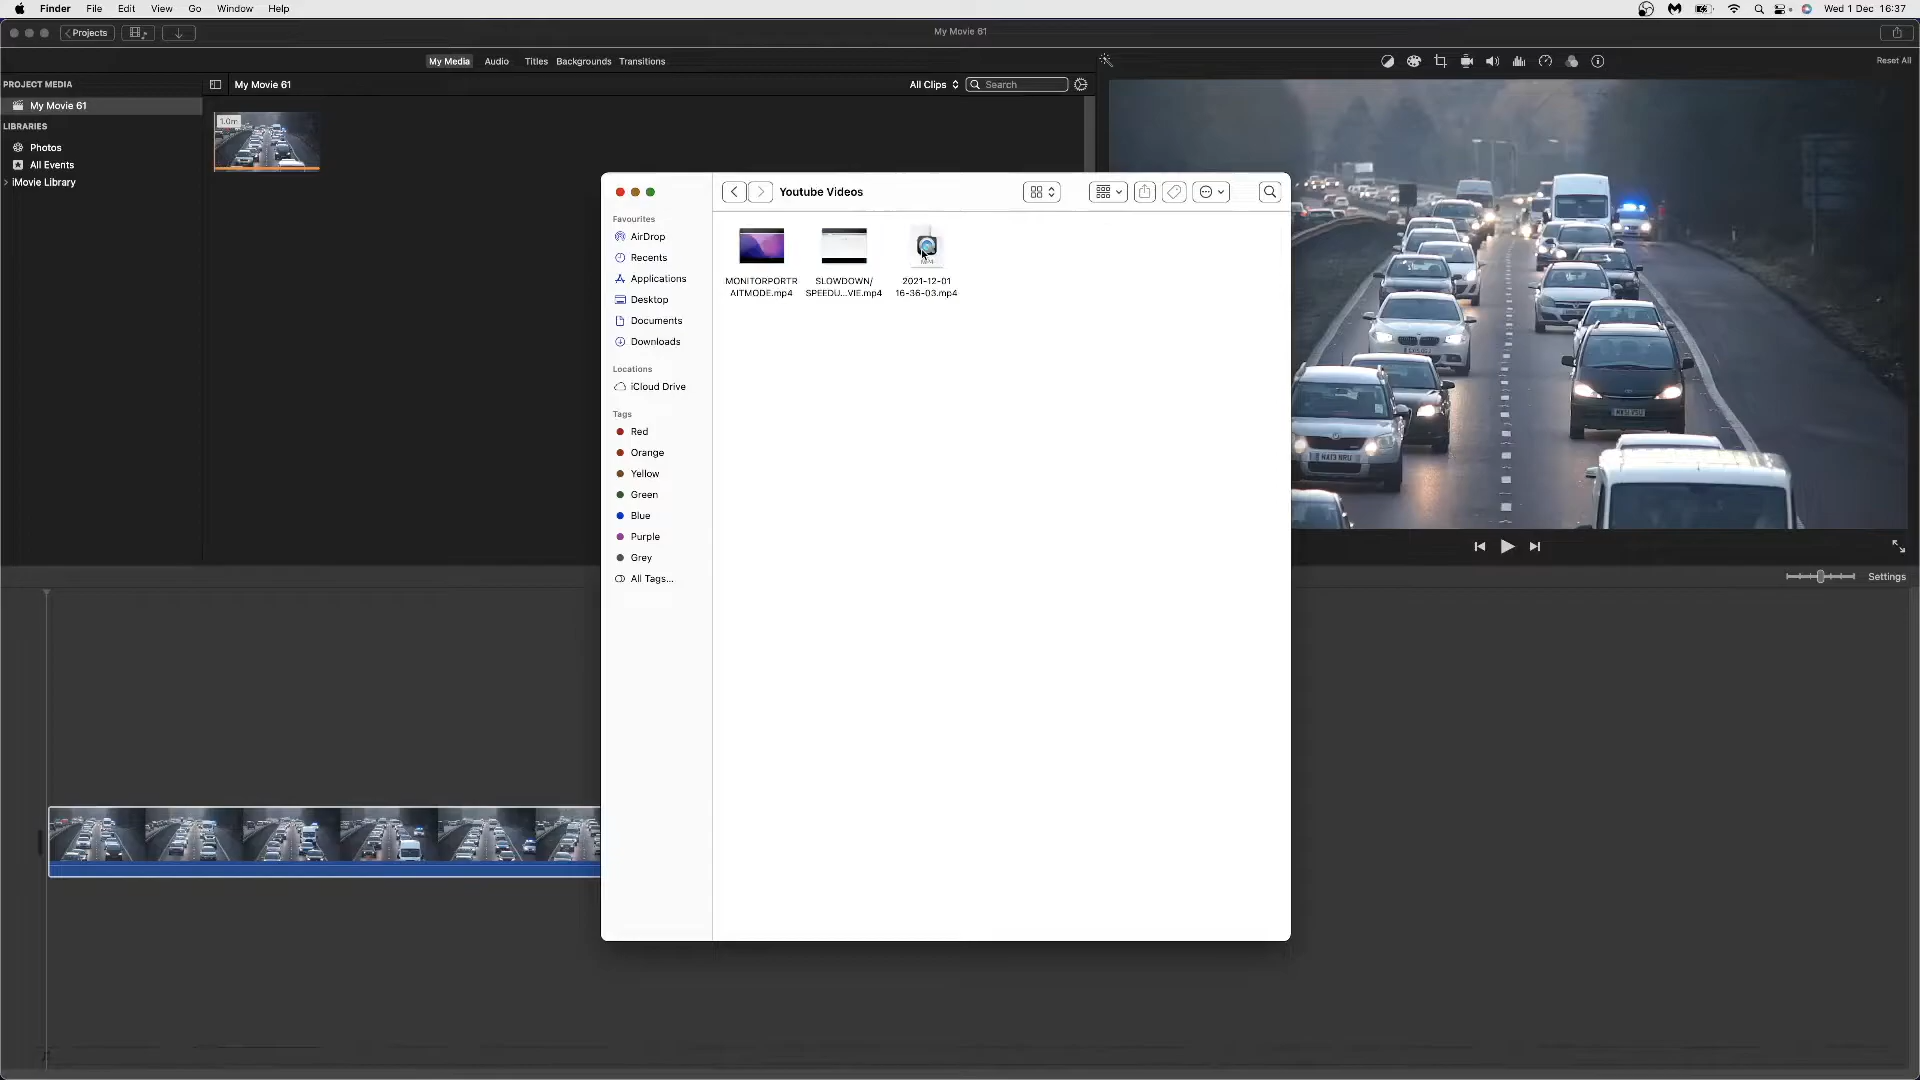 Finder File Edit View Go Window Help Wed 1 Dec 16:37
Projects My Movie 61
My Media Audio Titles Backgrounds Transitions Reset All
PROJECT MEDIA My Movie 61 All Clips Search
My Movie 61
LIBRARIES
Photos
All Events
iMovie Library
1.0m
Youtube Videos
Favourites
AirDrop
Recents
Applications
Desktop
Documents
Downloads
Locations
iCloud Drive
Tags
Red
Orange
Yellow
Green
Blue
Purple
Grey
All Tags...
MONITORPORTR
AITMODE.mp4
SLOWDOWN/
SPEEDU...VIE.mp4
2021-12-01
16-36-03.mp4
Settings